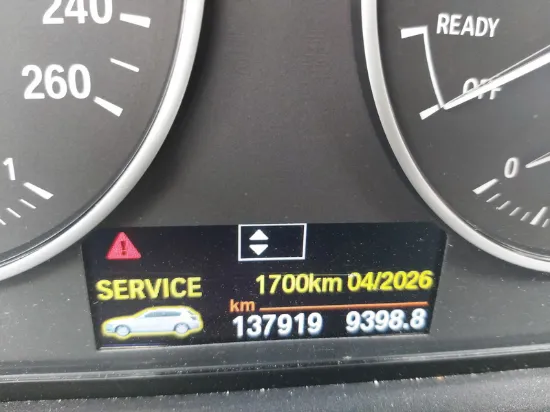 240
260
1
READY
OFF
0
SERVICE 1700km 04/2026
km
137919 9398.8